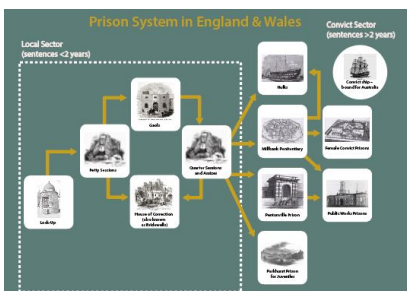 Prison System in England & Wales
Local Sector
(sentences <2 years)
Convict Sector
(sentences >2 years)
Gaols
Hulks
Convict ship –
bound for Australia
Petty Sessions
Quarter Sessions
and Assizes
Millbank Penitentiary
Female Convict Prisons
Lock-Up
House of Correction
(also known
as Bridewells)
Pentonville Prison
Public Works Prisons
Parkhurst Prison
for Juveniles